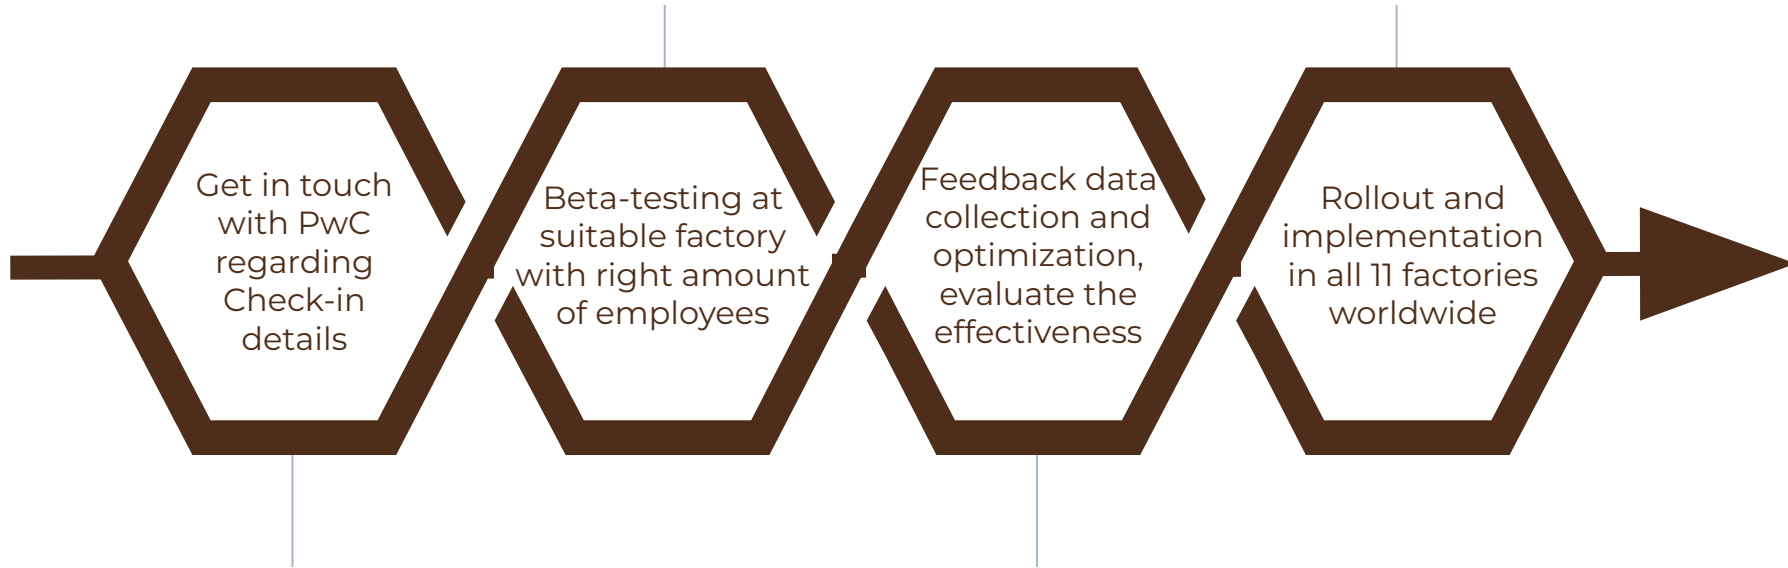 Get in touch
with PwC
regarding
Check-in
details
Beta-testing at
suitable factory
with right amount
of employees
Feedback data
collection and
optimization,
evaluate the
effectiveness
Rollout and
implementation
in all 11 factories
worldwide